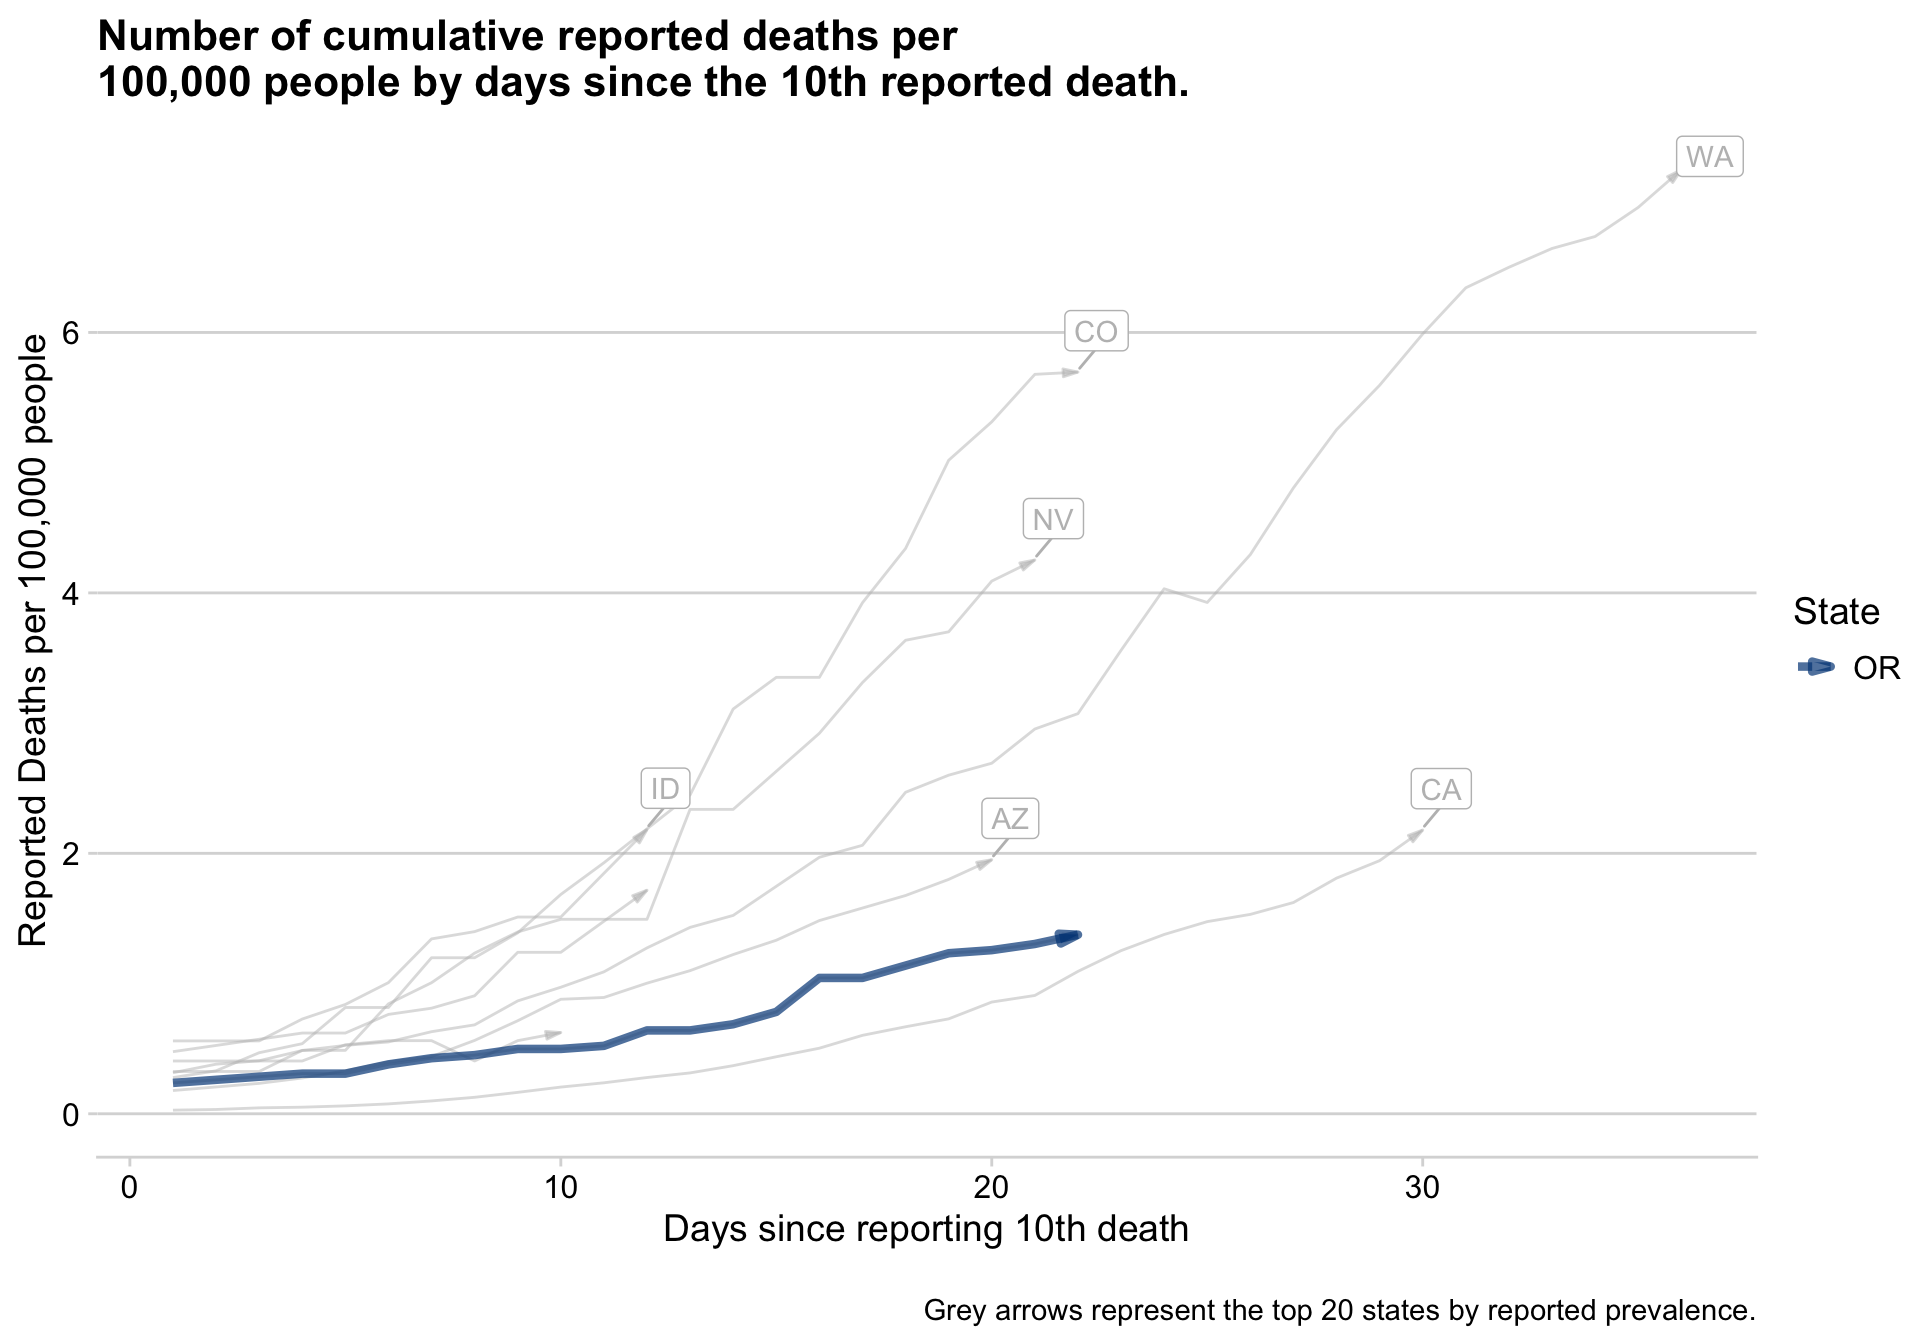 Number of cumulative reported deaths per
100,000 people by days since the 10th reported death.
WA
CO
6
NV
4
State
OR
ID
CA
AZ
2
0
Reported Deaths per 100,000 people
0 10 20 30
Days since reporting 10th death
Grey arrows represent the top 20 states by reported prevalence.